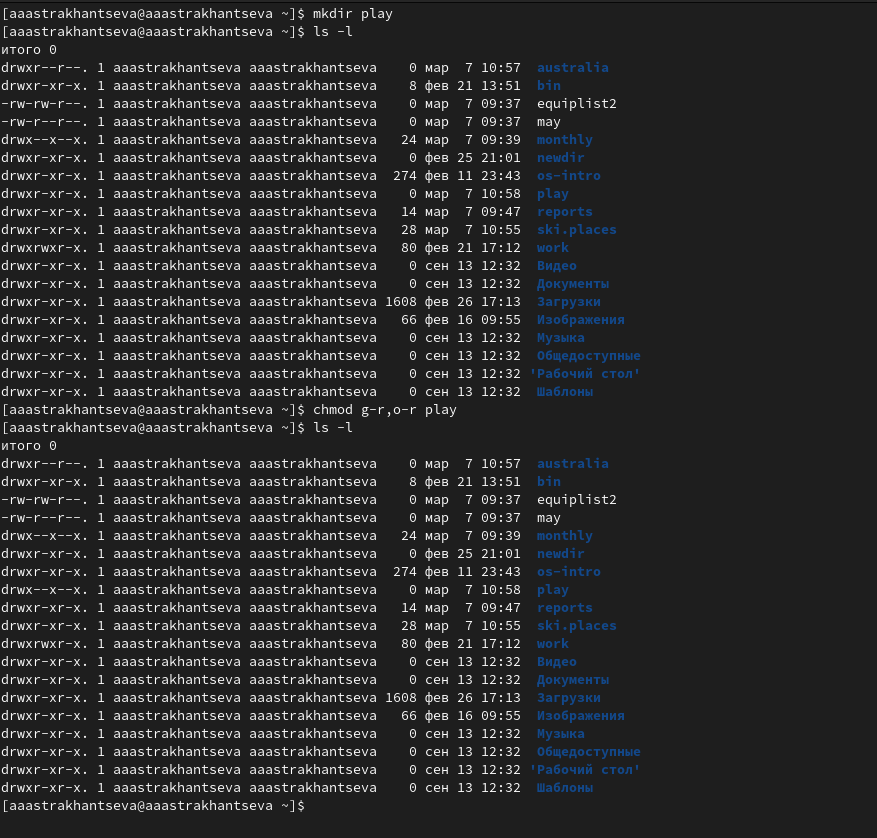 [aaastrakhantseva@aaastrakhantseva ~]$ mkdir play
[aaastrakhantseva@aaastrakhantseva ~]$ ls -l
итого 0
drwxr--r--. 1 aaastrakhantseva aaastrakhantseva    0 мар  7 10:57  australia
drwxr-xr-x. 1 aaastrakhantseva aaastrakhantseva    8 фев 21 13:51  bin
-rw-rw-r--. 1 aaastrakhantseva aaastrakhantseva    0 мар  7 09:37  equiplist2
-rw-r--r--. 1 aaastrakhantseva aaastrakhantseva    0 мар  7 09:37  may
drwx--x--x. 1 aaastrakhantseva aaastrakhantseva   24 мар  7 09:39  monthly
drwxr-xr-x. 1 aaastrakhantseva aaastrakhantseva    0 фев 25 21:01  newdir
drwxr-xr-x. 1 aaastrakhantseva aaastrakhantseva  274 фев 11 23:43  os-intro
drwxr-xr-x. 1 aaastrakhantseva aaastrakhantseva    0 мар  7 10:58  play
drwxr-xr-x. 1 aaastrakhantseva aaastrakhantseva   14 мар  7 09:47  reports
drwxr-xr-x. 1 aaastrakhantseva aaastrakhantseva   28 мар  7 10:55  ski.places
drwxrwxr-x. 1 aaastrakhantseva aaastrakhantseva   80 фев 21 17:12  work
drwxr-xr-x. 1 aaastrakhantseva aaastrakhantseva    0 сен 13 12:32  Видео
drwxr-xr-x. 1 aaastrakhantseva aaastrakhantseva    0 сен 13 12:32  Документы
drwxr-xr-x. 1 aaastrakhantseva aaastrakhantseva 1608 фев 26 17:13  Загрузки
drwxr-xr-x. 1 aaastrakhantseva aaastrakhantseva   66 фев 16 09:55  Изображения
drwxr-xr-x. 1 aaastrakhantseva aaastrakhantseva    0 сен 13 12:32  Музыка
drwxr-xr-x. 1 aaastrakhantseva aaastrakhantseva    0 сен 13 12:32  Общедоступные
drwxr-xr-x. 1 aaastrakhantseva aaastrakhantseva    0 сен 13 12:32 'Рабочий стол'
drwxr-xr-x. 1 aaastrakhantseva aaastrakhantseva    0 сен 13 12:32  Шаблоны
[aaastrakhantseva@aaastrakhantseva ~]$ chmod g-r,o-r play
[aaastrakhantseva@aaastrakhantseva ~]$ ls -l
итого 0
drwxr--r--. 1 aaastrakhantseva aaastrakhantseva    0 мар  7 10:57  australia
drwxr-xr-x. 1 aaastrakhantseva aaastrakhantseva    8 фев 21 13:51  bin
-rw-rw-r--. 1 aaastrakhantseva aaastrakhantseva    0 мар  7 09:37  equiplist2
-rw-r--r--. 1 aaastrakhantseva aaastrakhantseva    0 мар  7 09:37  may
drwx--x--x. 1 aaastrakhantseva aaastrakhantseva   24 мар  7 09:39  monthly
drwxr-xr-x. 1 aaastrakhantseva aaastrakhantseva    0 фев 25 21:01  newdir
drwxr-xr-x. 1 aaastrakhantseva aaastrakhantseva  274 фев 11 23:43  os-intro
drwx--x--x. 1 aaastrakhantseva aaastrakhantseva    0 мар  7 10:58  play
drwxr-xr-x. 1 aaastrakhantseva aaastrakhantseva   14 мар  7 09:47  reports
drwxr-xr-x. 1 aaastrakhantseva aaastrakhantseva   28 мар  7 10:55  ski.places
drwxrwxr-x. 1 aaastrakhantseva aaastrakhantseva   80 фев 21 17:12  work
drwxr-xr-x. 1 aaastrakhantseva aaastrakhantseva    0 сен 13 12:32  Видео
drwxr-xr-x. 1 aaastrakhantseva aaastrakhantseva    0 сен 13 12:32  Документы
drwxr-xr-x. 1 aaastrakhantseva aaastrakhantseva 1608 фев 26 17:13  Загрузки
drwxr-xr-x. 1 aaastrakhantseva aaastrakhantseva   66 фев 16 09:55  Изображения
drwxr-xr-x. 1 aaastrakhantseva aaastrakhantseva    0 сен 13 12:32  Музыка
drwxr-xr-x. 1 aaastrakhantseva aaastrakhantseva    0 сен 13 12:32  Общедоступные
drwxr-xr-x. 1 aaastrakhantseva aaastrakhantseva    0 сен 13 12:32 'Рабочий стол'
drwxr-xr-x. 1 aaastrakhantseva aaastrakhantseva    0 сен 13 12:32  Шаблоны
[aaastrakhantseva@aaastrakhantseva ~]$